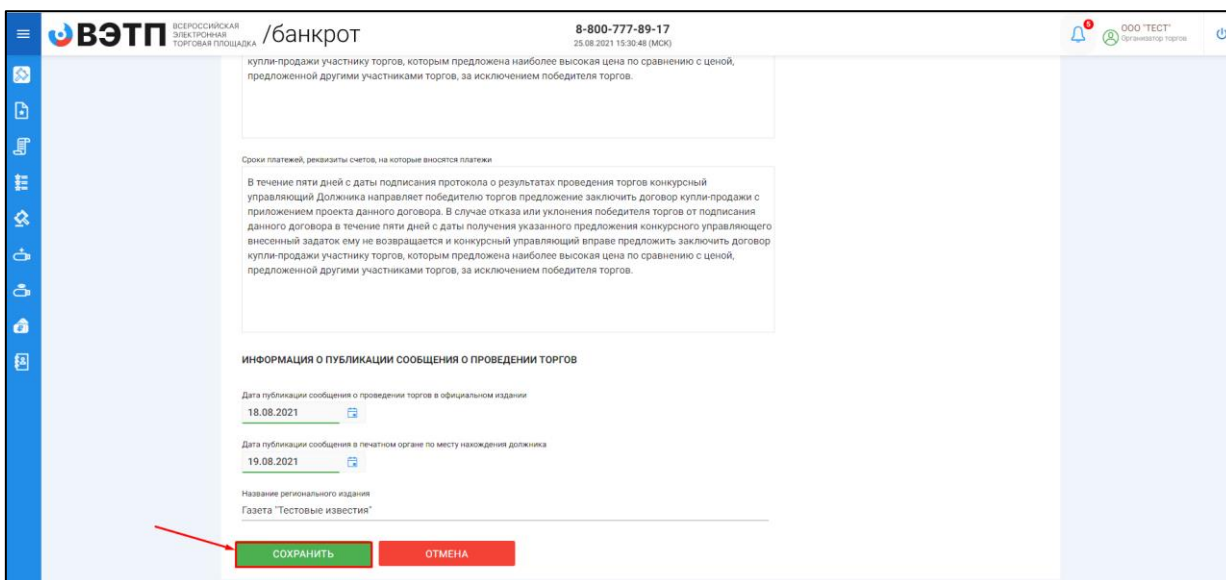 ВЭТП
ВСЕРОССИЙСКАЯ
ЭЛЕКТРОННАЯ
ТОРГОВАЯ ПЛОЩАДКА
/банкрот
8-800-777-89-17
25.08.2021 15:30:48 (МСК)
5
ООО "ТЕСТ"
Организатор торгов
купли-продажи участнику торгов, которым предложена наиболее высокая цена по сравнению с ценой,
предложенной другими участниками торгов, за исключением победителя торгов.
Сроки платежей, реквизиты счетов, на которые вносятся платежи
В течение пяти дней с даты подписания протокола о результатах проведения торгов конкурсный
управляющий Должника направляет победителю торгов предложение заключить договор купли-продажи с
приложением проекта данного договора. В случае отказа или уклонения победителя торгов от подписания
данного договора в течение пяти дней с даты получения указанного предложения конкурсного управляющего
внесенный задаток ему не возвращается и конкурсный управляющий вправе предложить заключить договор
купли-продажи участнику торгов, которым предложена наиболее высокая цена по сравнению с ценой,
предложенной другими участниками торгов, за исключением победителя торгов.
ИНФОРМАЦИЯ О ПУБЛИКАЦИИ СООБЩЕНИЯ О ПРОВЕДЕНИИ ТОРГОВ
Дата публикации сообщения о проведении торгов в официальном издании
18.08.2021
Дата публикации сообщения в печатном органе по месту нахождения должника
19.08.2021
Название регионального издания
Газета "Тестовые известия"
СОХРАНИТЬ
ОТМЕНА